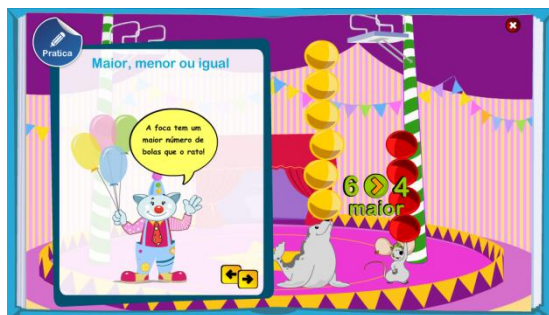 Pratica
Maior, menor ou igual
A foca tem um
maior número de
bolas que o rato!
6 > 4
maior